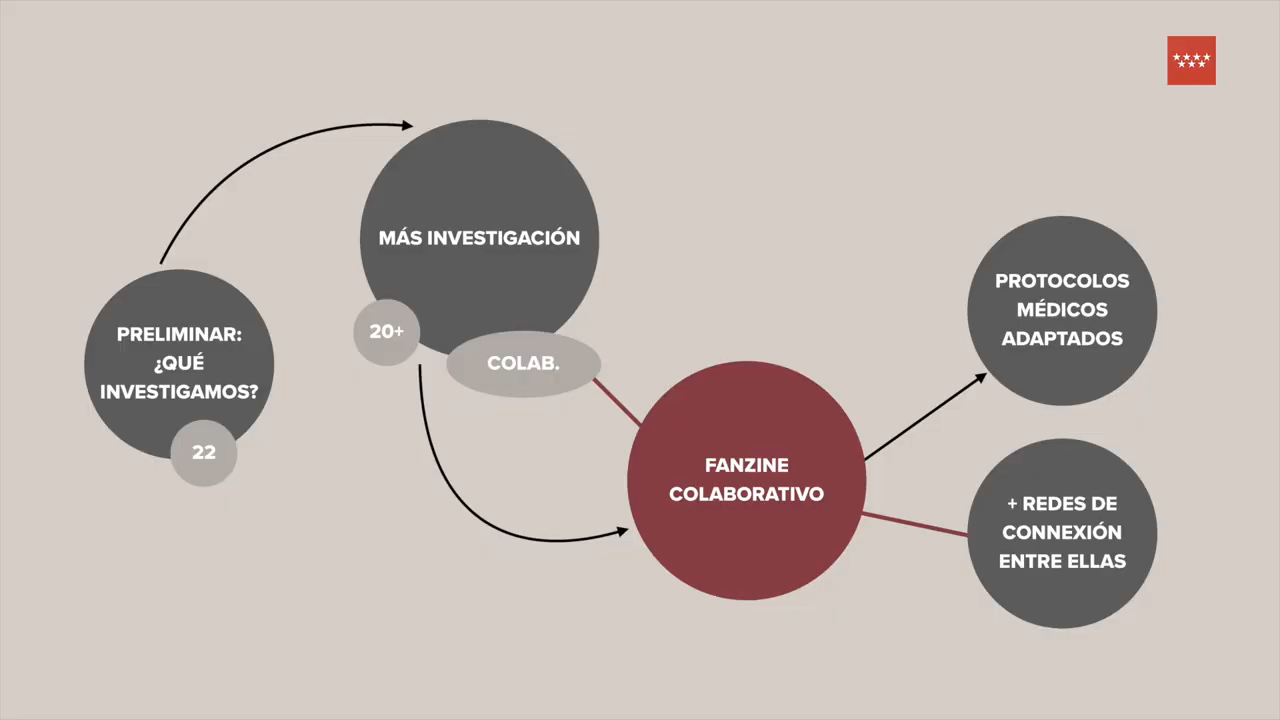 PRELIMINAR:
¿QUÉ
INVESTIGAMOS?
22
MÁS INVESTIGACIÓN
20+
COLAB.
FANZINE
COLABORATIVO
PROTOCOLOS
MÉDICOS
ADAPTADOS
+ REDES DE
CONNEXIÓN
ENTRE ELLAS